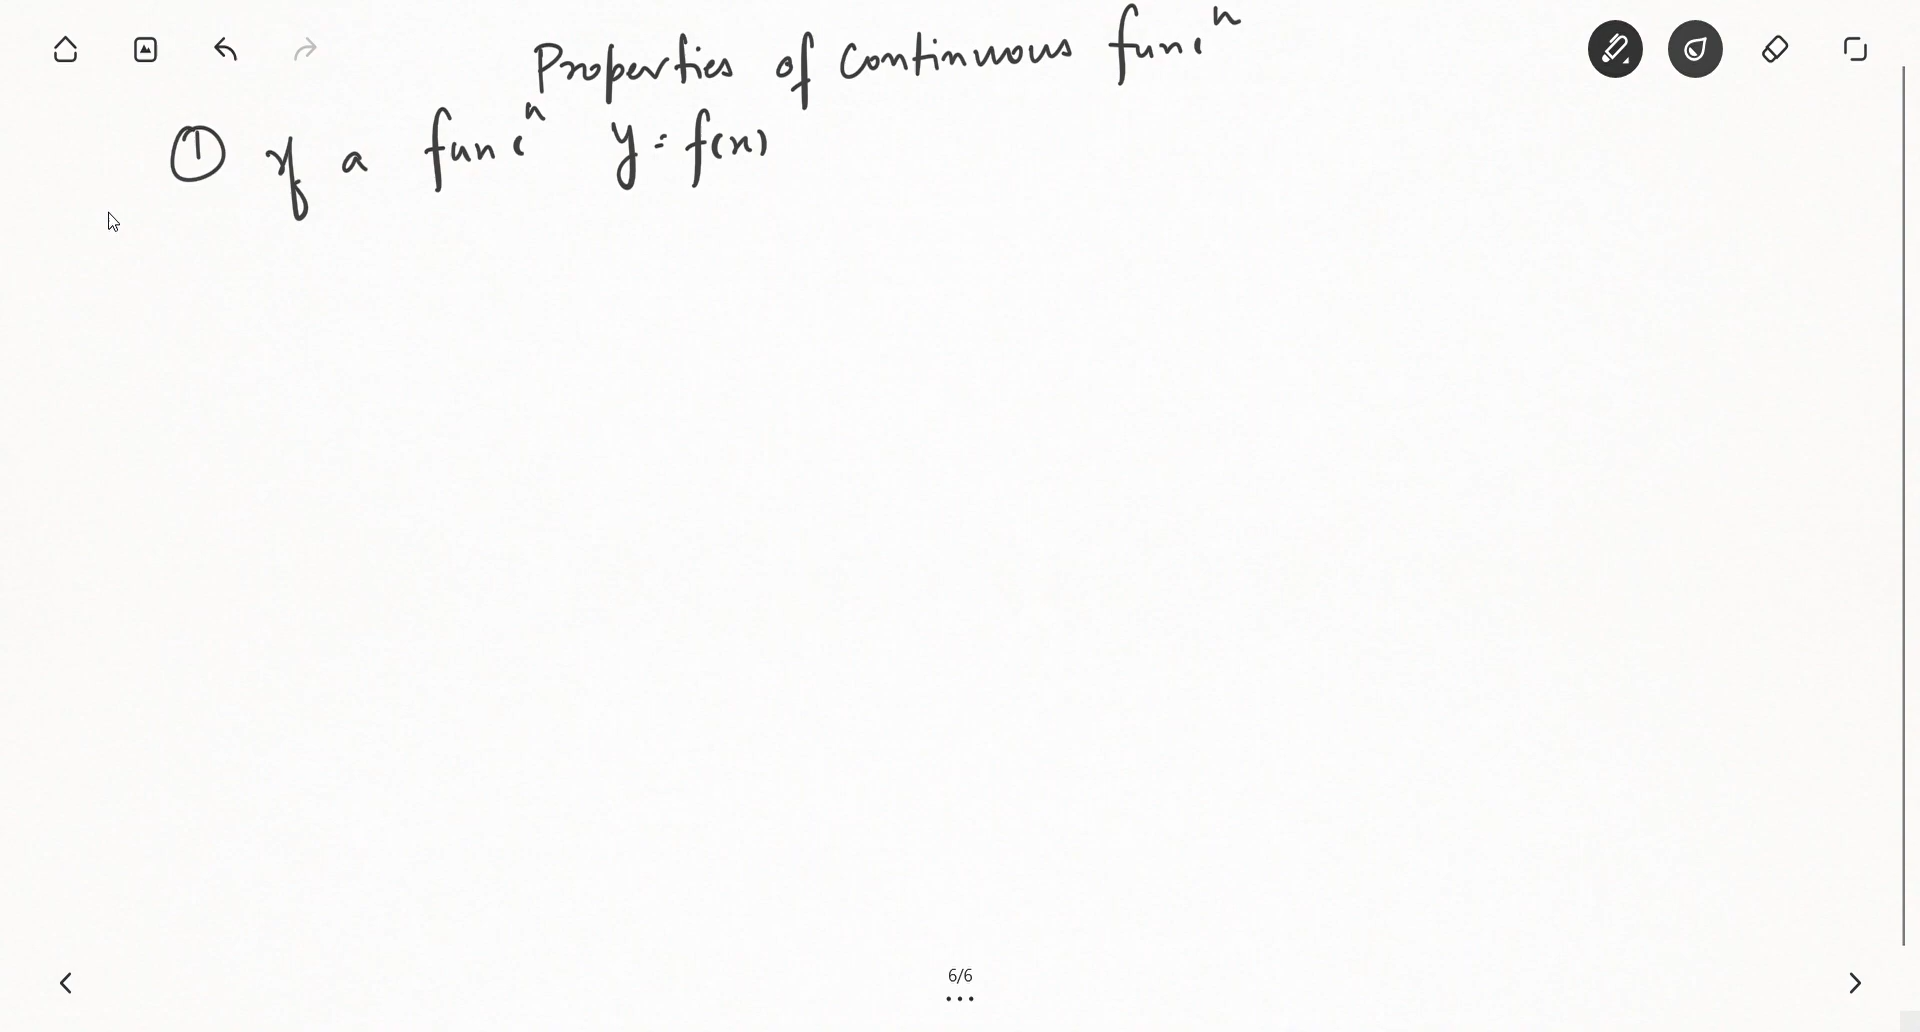 Properties of continuous funcⁿ
① If a funcⁿ y = f(x)
6/6